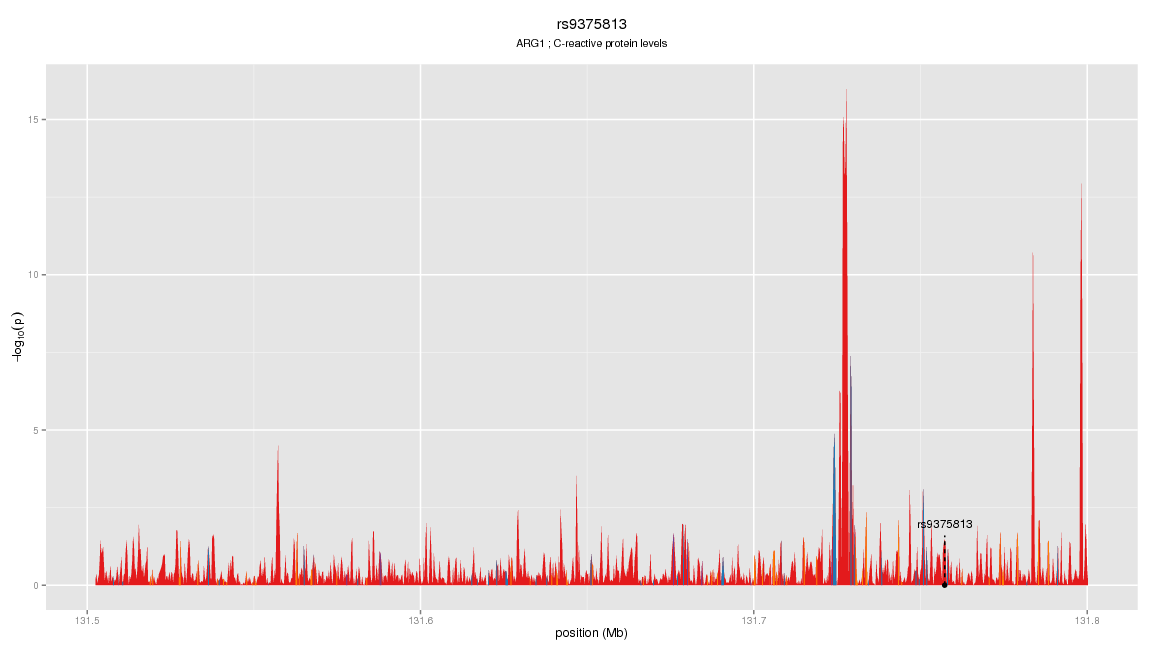 rs9375813
ARG1 ; C-reactive protein levels
15
10
5
0
-log10(p)
rs9375813
131.5
131.6
131.7
131.8
position (Mb)